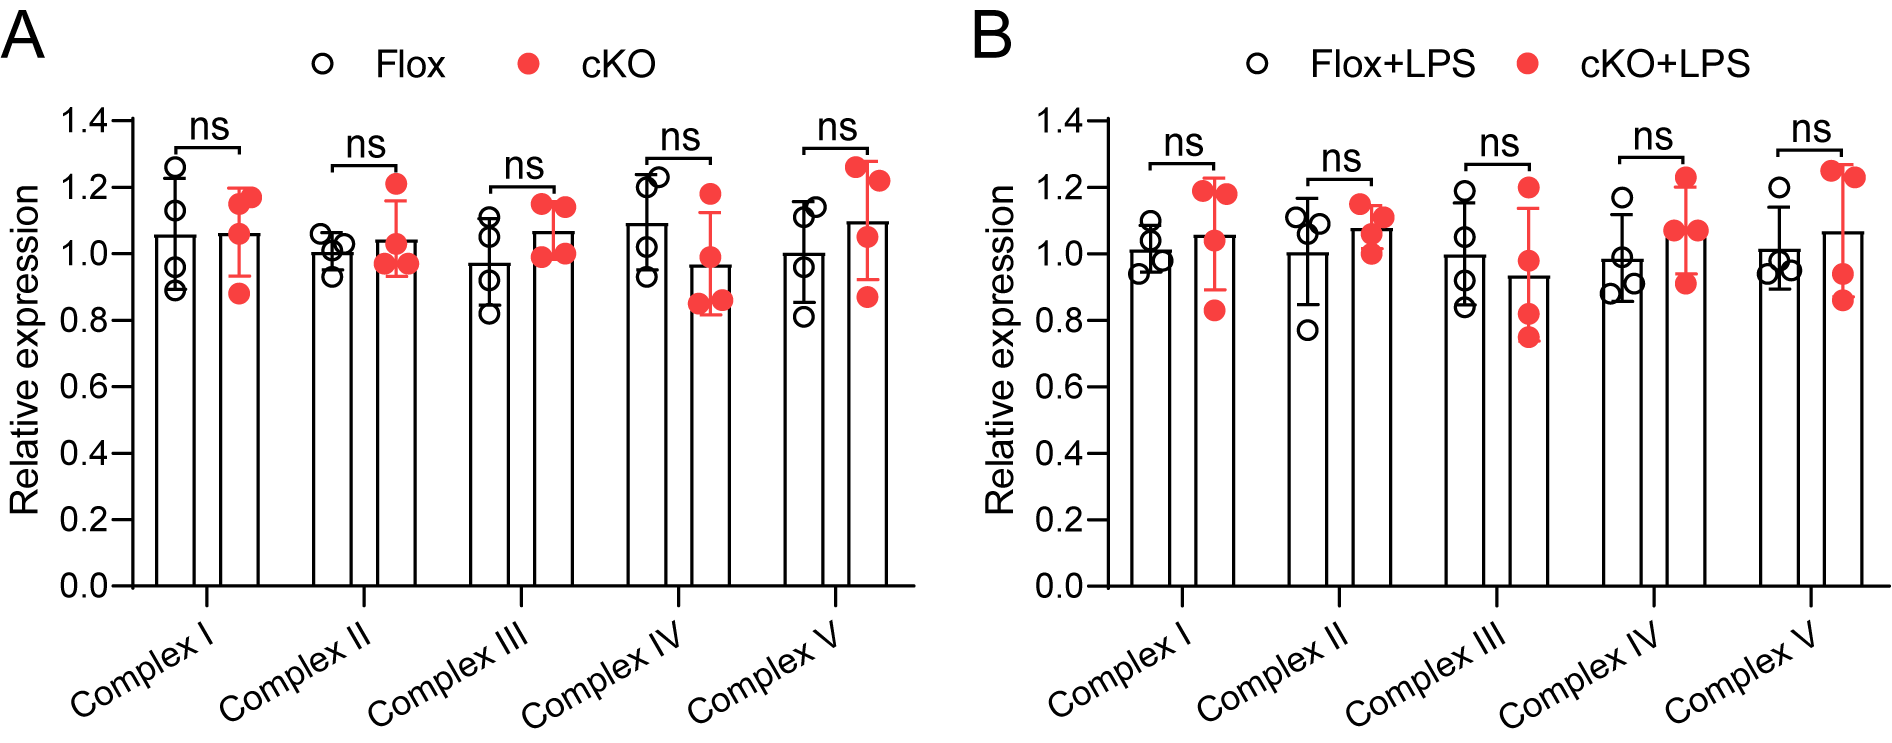 A
Flox cKO
Relative expression
1.4
1.2
1.0
0.8
0.6
0.4
0.2
0.0
ns ns ns ns ns
Complex I Complex II Complex III Complex IV Complex V
B
Flox+LPS cKO+LPS
Relative expression
1.4
1.2
1.0
0.8
0.6
0.4
0.2
0.0
ns ns ns ns ns
Complex I Complex II Complex III Complex IV Complex V